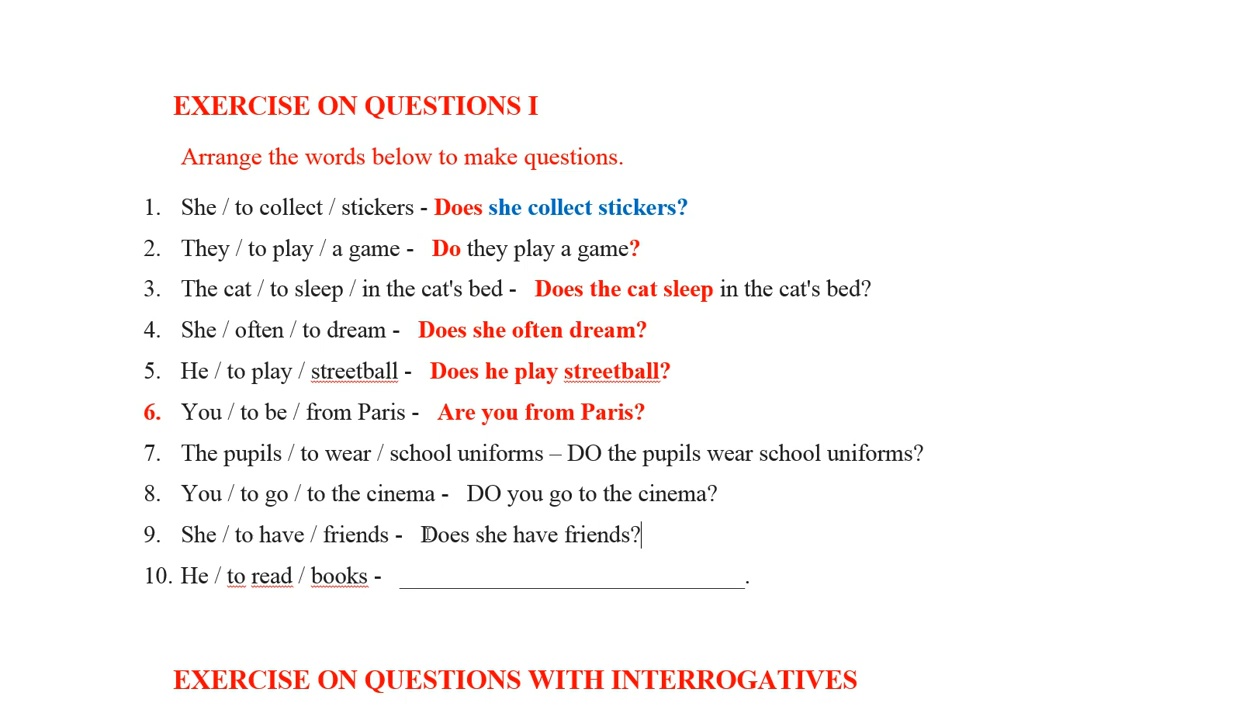 EXERCISE ON QUESTIONS I
Arrange the words below to make questions.
1. She / to collect / stickers - Does she collect stickers?
2. They / to play / a game - Do they play a game?
3. The cat / to sleep / in the cat's bed - Does the cat sleep in the cat's bed?
4. She / often / to dream - Does she often dream?
5. He / to play / streetball - Does he play streetball?
6. You / to be / from Paris - Are you from Paris?
7. The pupils / to wear / school uniforms – DO the pupils wear school uniforms?
8. You / to go / to the cinema - DO you go to the cinema?
9. She / to have / friends - Does she have friends?
10. He / to read / books - ______________________________.
EXERCISE ON QUESTIONS WITH INTERROGATIVES